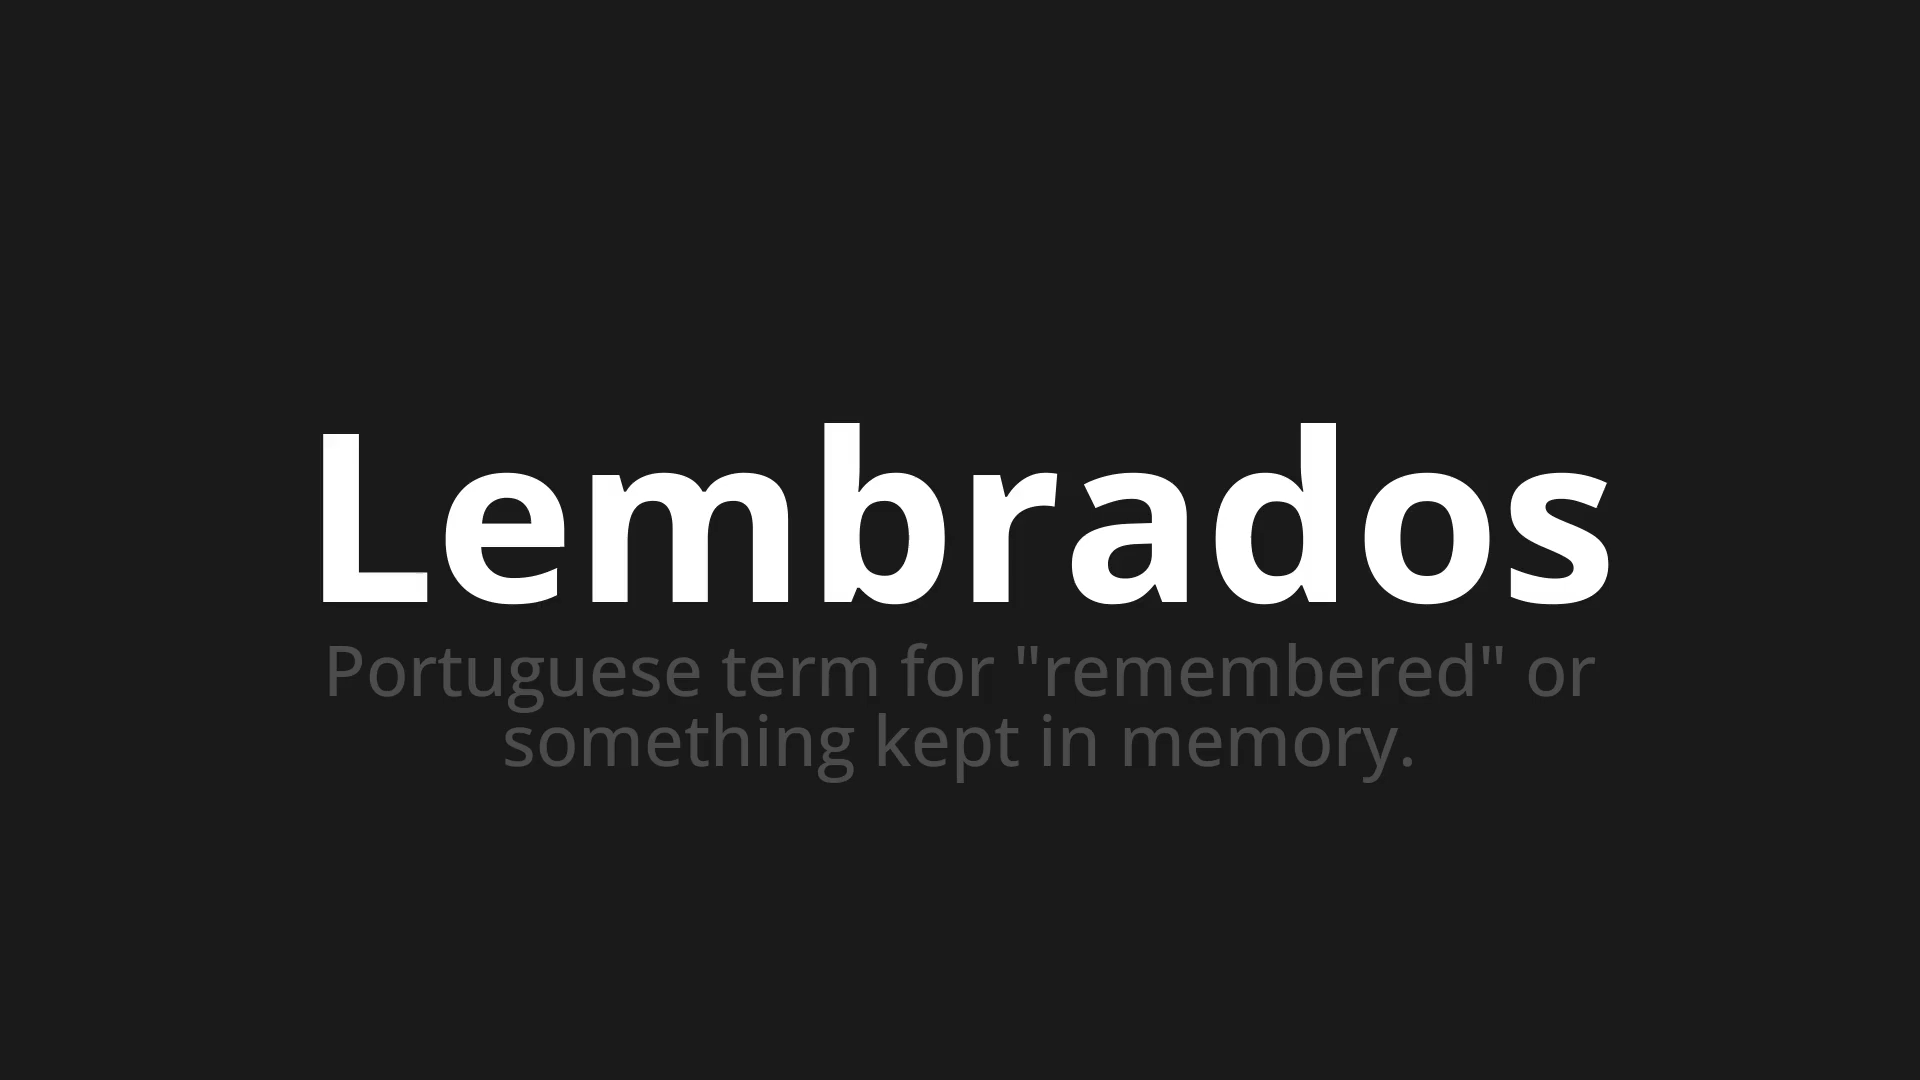 Lembrados
Portuguese term for "remembered" or
something kept in memory.